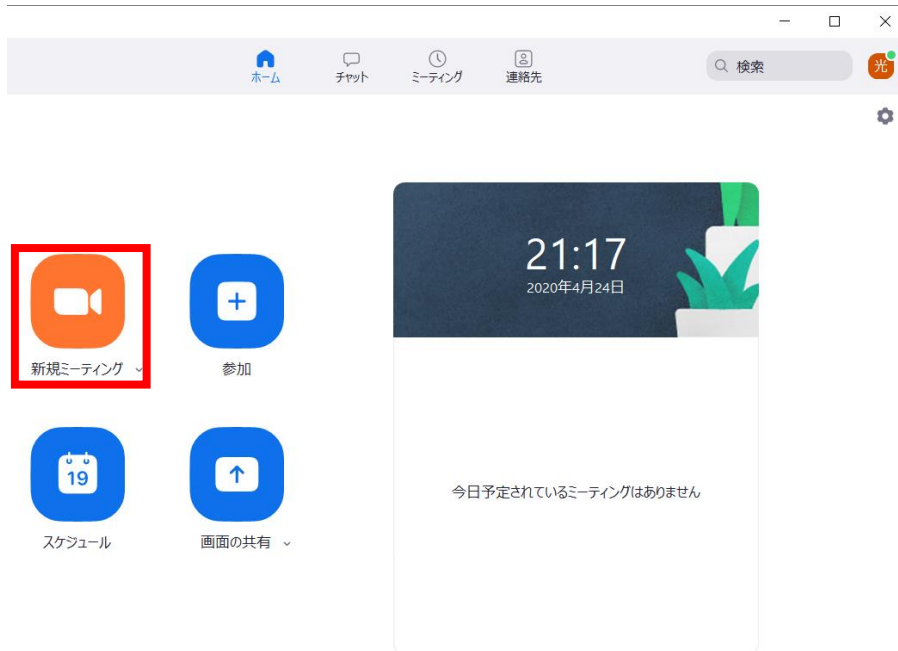 ホーム
チャット
ミーティング
連絡先
検索
光
21:17
2020年4月24日
新規ミーティング
参加
19
スケジュール
画面の共有
今日予定されているミーティングはありません